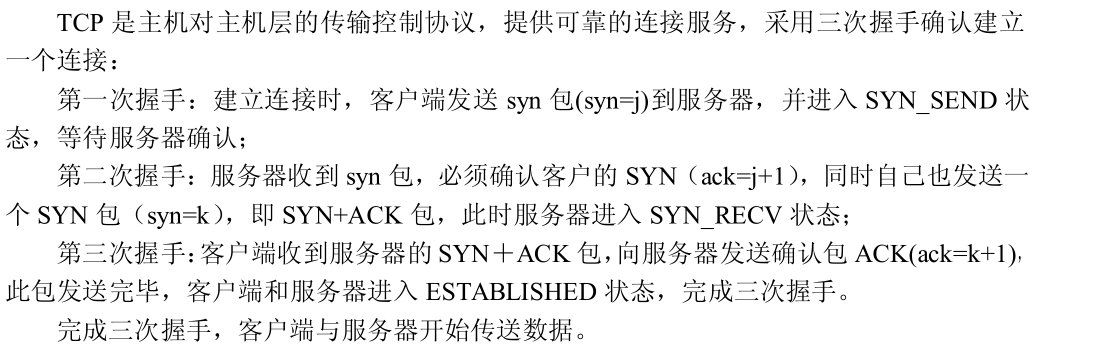 TCP 是主机对主机层的传输控制协议，提供可靠的连接服务，采用三次握手确认建立
一个连接：
第一次握手：建立连接时，客户端发送 syn 包(syn=j)到服务器，并进入 SYN_SEND 状
态，等待服务器确认；
第二次握手：服务器收到 syn 包，必须确认客户的 SYN（ack=j+1），同时自己也发送一
个 SYN 包（syn=k），即 SYN+ACK 包，此时服务器进入 SYN_RECV 状态；
第三次握手：客户端收到服务器的 SYN＋ACK 包，向服务器发送确认包 ACK(ack=k+1)，
此包发送完毕，客户端和服务器进入 ESTABLISHED 状态，完成三次握手。
完成三次握手，客户端与服务器开始传送数据。